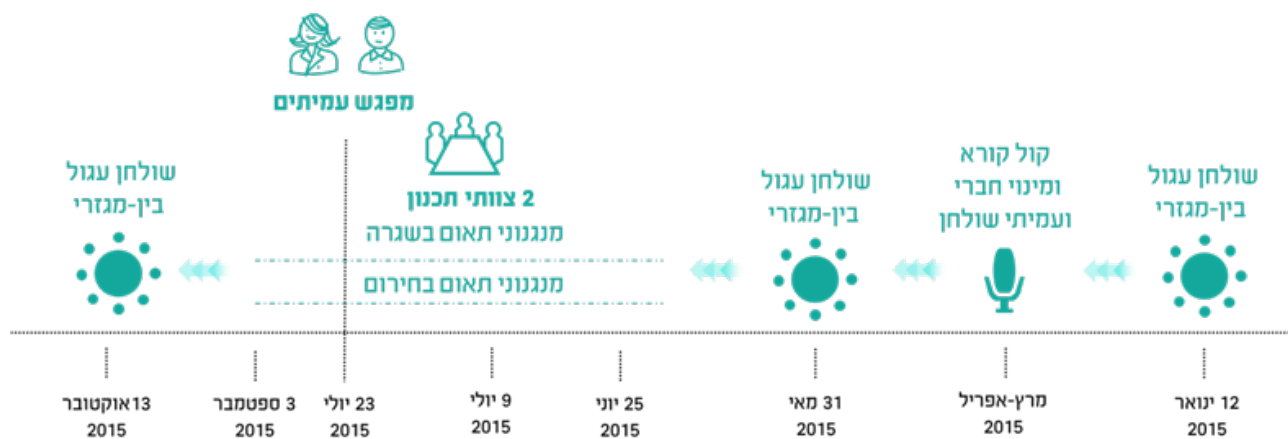 מפגש עמיתים
שולחן עגול
בין-מגזרי
קול קורא
ומינוי חברי
ועמיתי שולחן
שולחן עגול
בין-מגזרי
2 צוותי תכנון
מנגנוני תאום בשגרה
מנגנוני תאום בחירום
שולחן עגול
בין-מגזרי
12 ינואר
2015
מרץ-אפריל
2015
31 מאי
2015
25 יוני
2015
9 יולי
2015
23 יולי
2015
3 ספטמבר
2015
13אוקטובר
2015